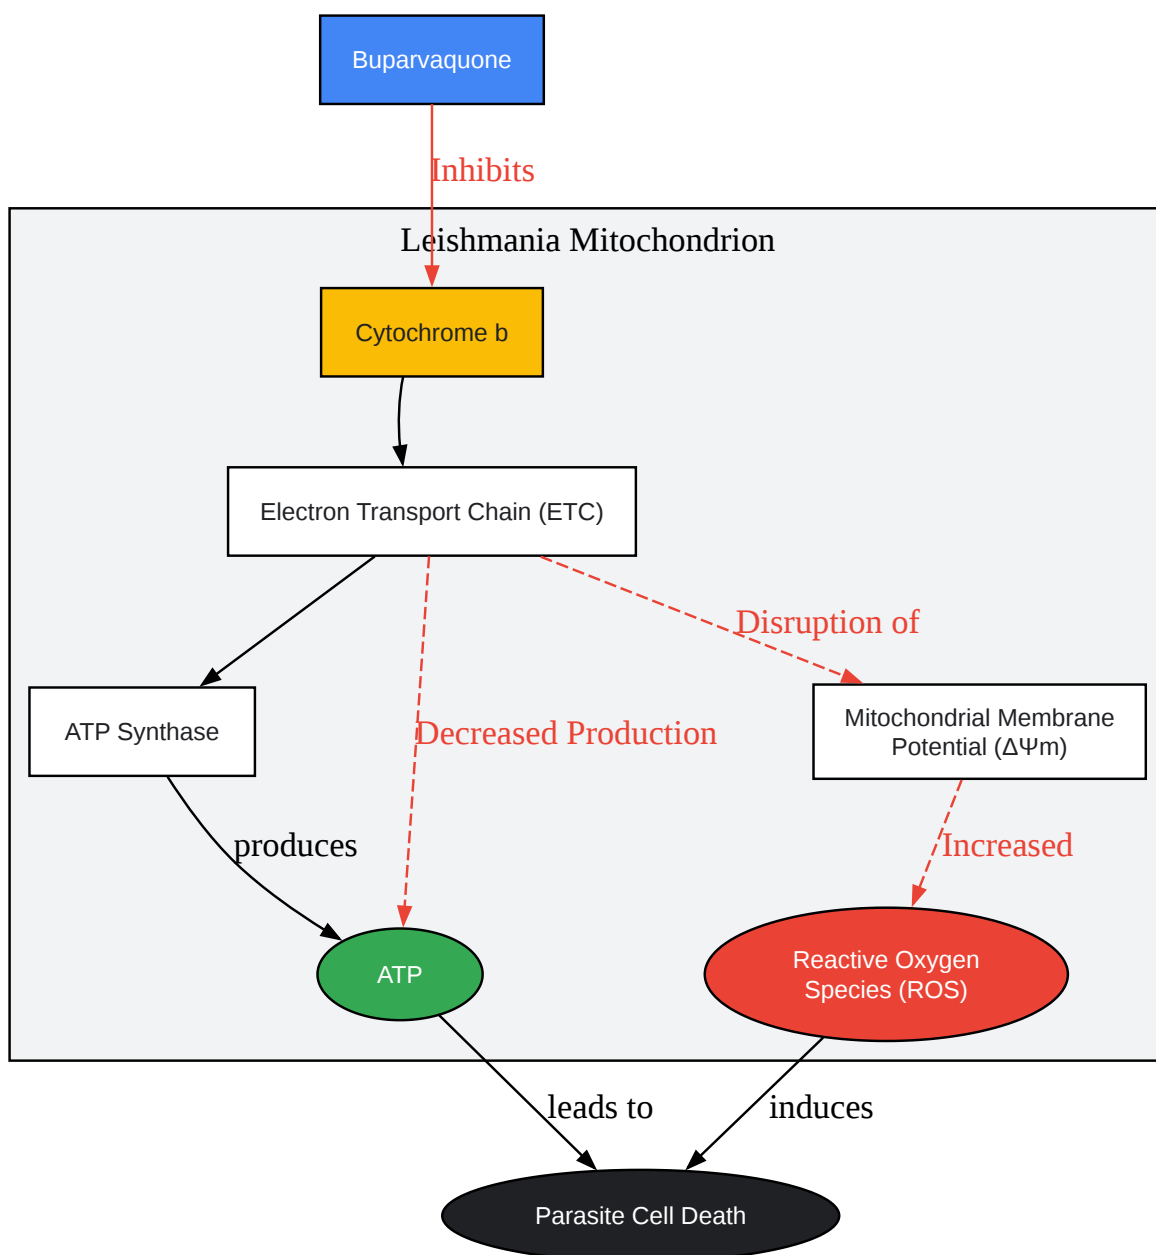 Buparvaquone
Inhibits
Leishmania Mitochondrion
Cytochrome b
Electron Transport Chain (ETC)
Disruption of
ATP Synthase
Decreased Production
Mitochondrial Membrane
Potential (ΔΨm)
produces
Increased
ATP
Reactive Oxygen
Species (ROS)
leads to
induces
Parasite Cell Death